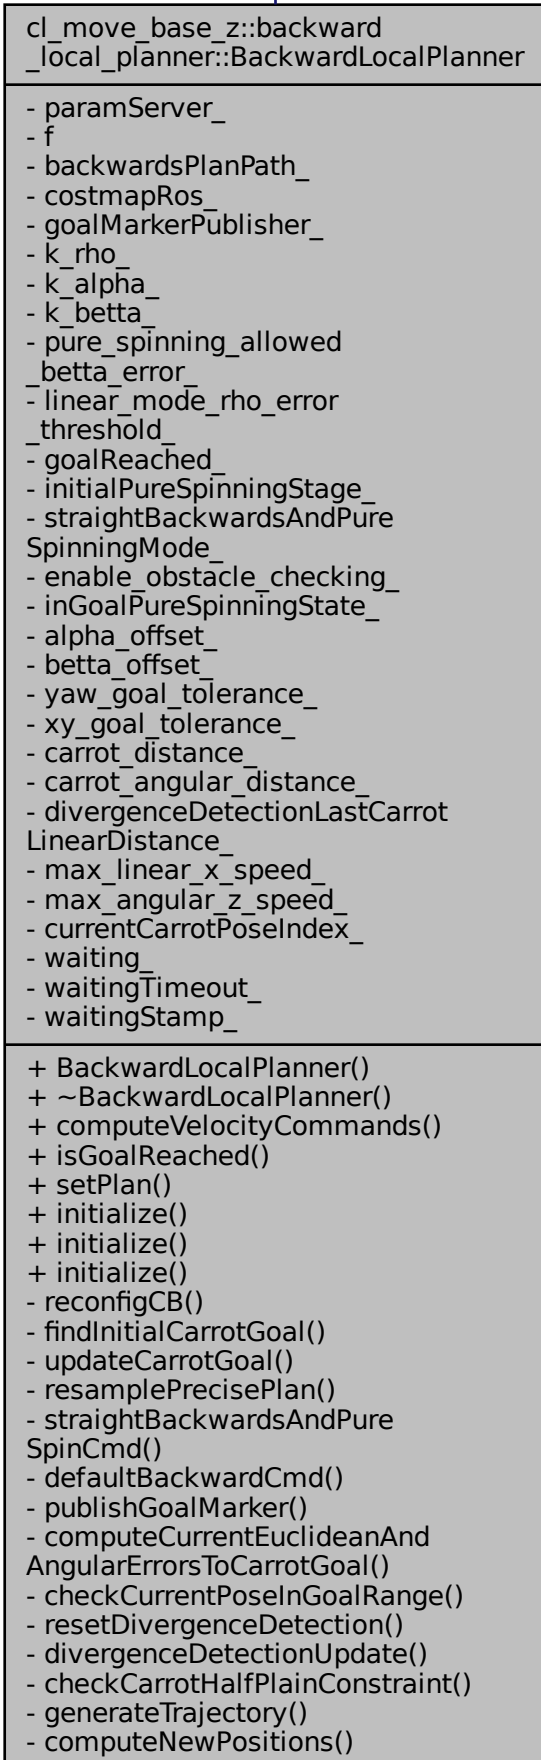 cl_move_base_z::backward
_local_planner::BackwardLocalPlanner
- paramServer_
- f
- backwardsPlanPath_
- costmapRos_
- goalMarkerPublisher_
- k_rho_
- k_alpha_
- k_betta_
- pure_spinning_allowed
_betta_error_
- linear_mode_rho_error
_threshold_
- goalReached_
- initialPureSpinningStage_
- straightBackwardsAndPure
SpinningMode_
- enable_obstacle_checking_
- inGoalPureSpinningState_
- alpha_offset_
- betta_offset_
- yaw_goal_tolerance_
- xy_goal_tolerance_
- carrot_distance_
- carrot_angular_distance_
- divergenceDetectionLastCarrot
LinearDistance_
- max_linear_x_speed_
- max_angular_z_speed_
- currentCarrotPoseIndex_
- waiting_
- waitingTimeout_
- waitingStamp_
+ BackwardLocalPlanner()
+ ~BackwardLocalPlanner()
+ computeVelocityCommands()
+ isGoalReached()
+ setPlan()
+ initialize()
+ initialize()
+ initialize()
- reconfigCB()
- findInitialCarrotGoal()
- updateCarrotGoal()
- resamplePrecisePlan()
- straightBackwardsAndPure
SpinCmd()
- defaultBackwardCmd()
- publishGoalMarker()
- computeCurrentEuclideanAnd
AngularErrorsToCarrotGoal()
- checkCurrentPoseInGoalRange()
- resetDivergenceDetection()
- divergenceDetectionUpdate()
- checkCarrotHalfPlainConstraint()
- generateTrajectory()
- computeNewPositions()